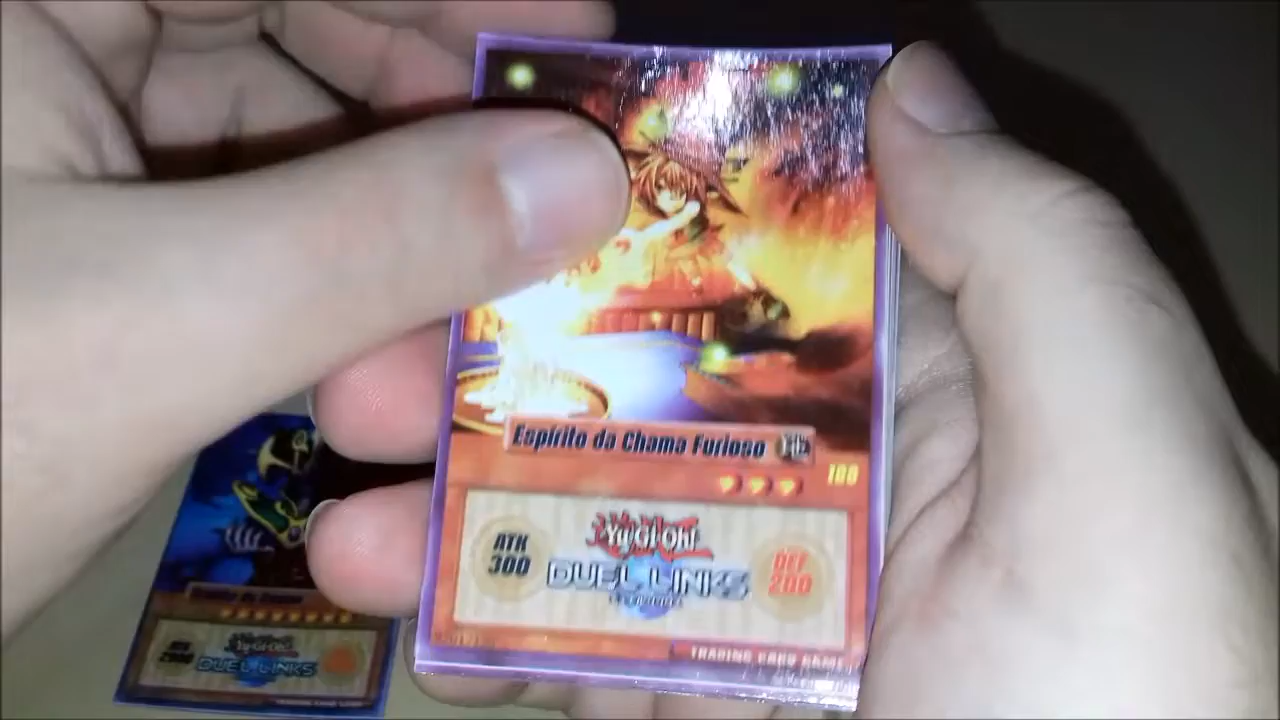 Espírito da Chama Furioso
100
ATK
300
Yu-Gi-Oh!
DUEL LINKS
DEF
200
TRADING CARD GAME
Yu-Gi-Oh!
DUEL LINKS